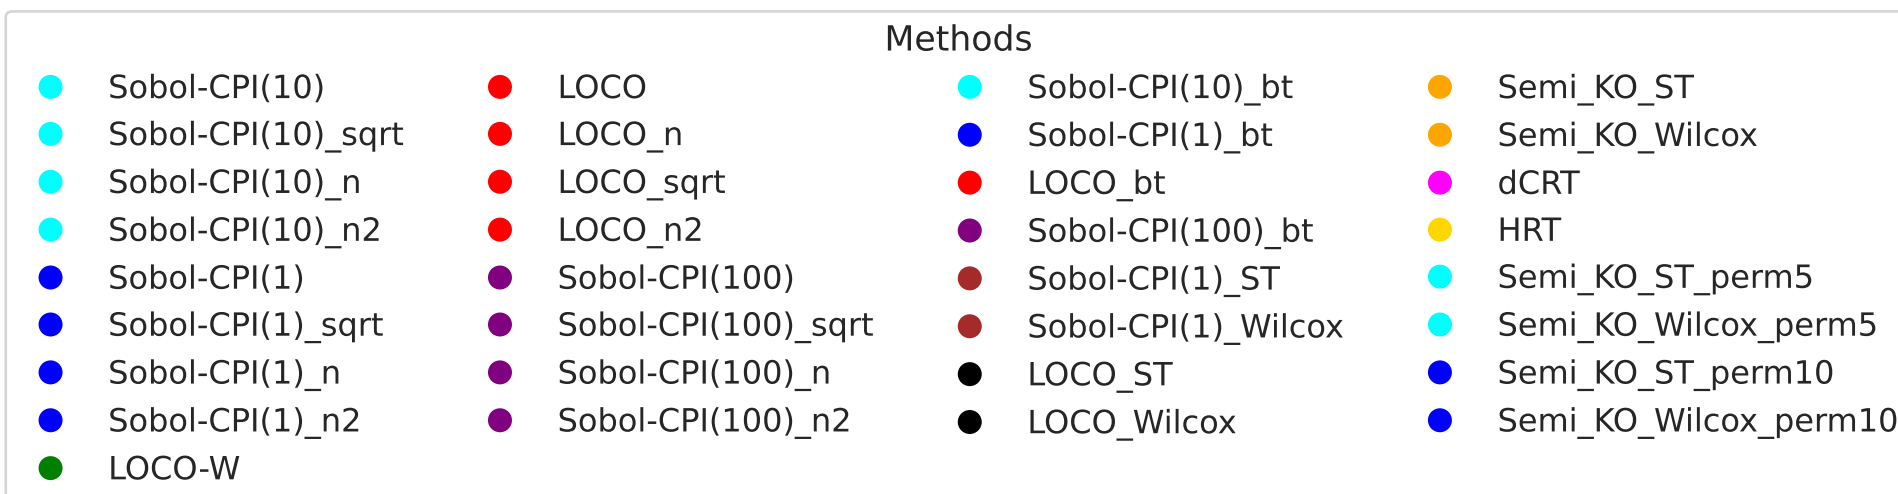 Methods
Sobol-CPI(10)
Sobol-CPI(10)_sqrt
Sobol-CPI(10)_n
Sobol-CPI(10)_n2
Sobol-CPI(1)
Sobol-CPI(1)_sqrt
Sobol-CPI(1)_n
Sobol-CPI(1)_n2
LOCO-W
LOCO
LOCO_n
LOCO_sqrt
LOCO_n2
Sobol-CPI(100)
Sobol-CPI(100)_sqrt
Sobol-CPI(100)_n
Sobol-CPI(100)_n2
Sobol-CPI(10)_bt
Sobol-CPI(1)_bt
LOCO_bt
Sobol-CPI(100)_bt
Sobol-CPI(1)_ST
Sobol-CPI(1)_Wilcox
LOCO_ST
LOCO_Wilcox
Semi_KO_ST
Semi_KO_Wilcox
dCRT
HRT
Semi_KO_ST_perm5
Semi_KO_Wilcox_perm5
Semi_KO_ST_perm10
Semi_KO_Wilcox_perm10